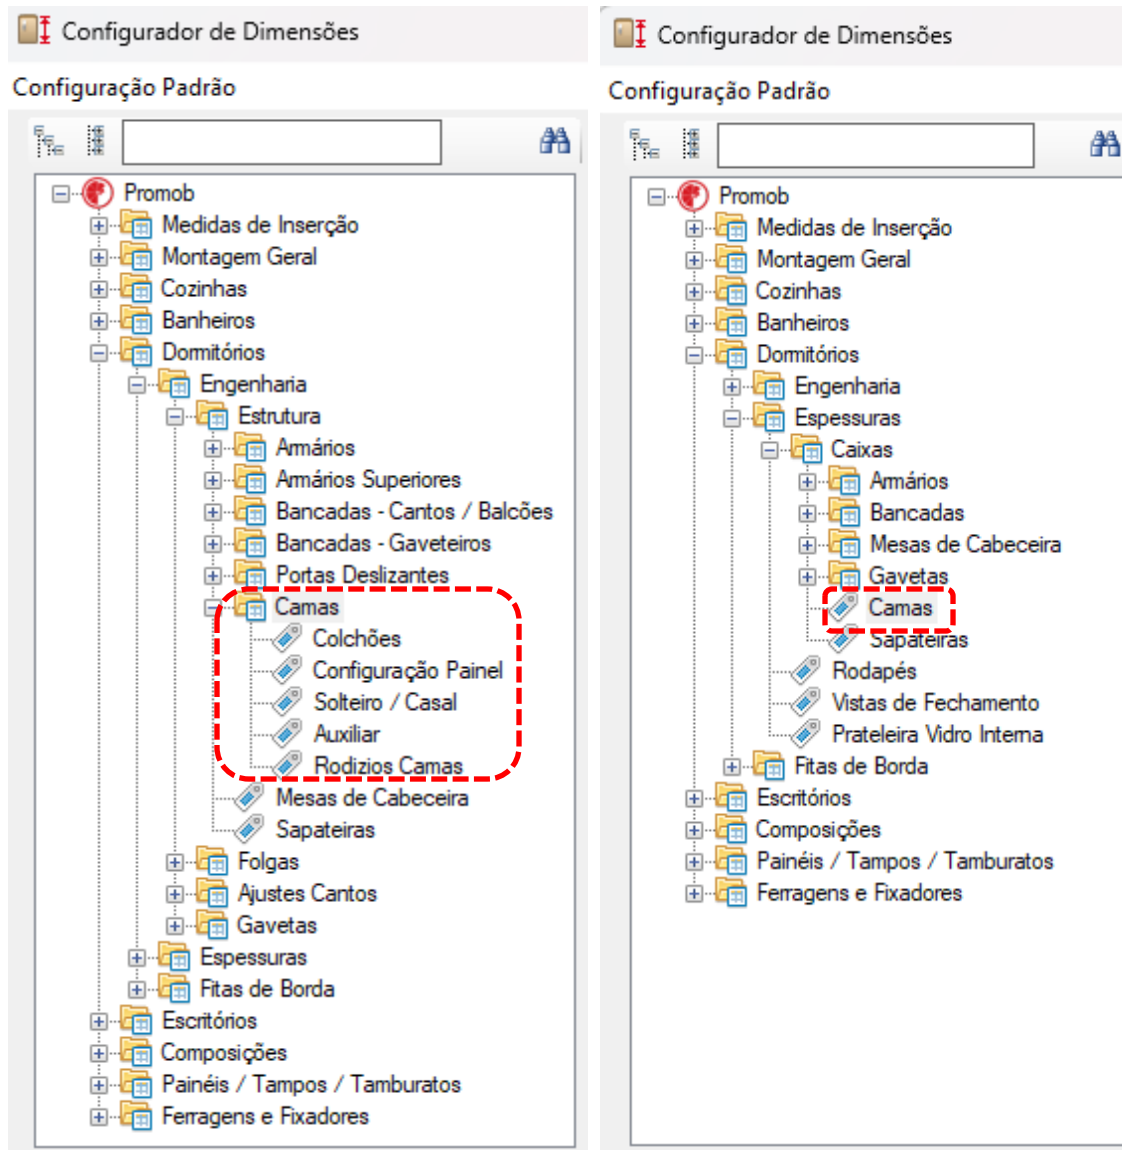 Configurador de Dimensões
Configuração Padrão
Promob
Medidas de Inserção
Montagem Geral
Cozinhas
Banheiros
Dormitórios
Engenharia
Estrutura
Armários
Armários Superiores
Bancadas - Cantos / Balcões
Bancadas - Gaveteiros
Portas Deslizantes
Camas
Colchões
Configuração Painel
Solteiro / Casal
Auxiliar
Rodizios Camas
Mesas de Cabeceira
Sapateiras
Folgas
Ajustes Cantos
Gavetas
Espessuras
Fitas de Borda
Escritórios
Composições
Painéis / Tampos / Tamburatos
Ferragens e Fixadores
Configurador de Dimensões
Configuração Padrão
Promob
Medidas de Inserção
Montagem Geral
Cozinhas
Banheiros
Dormitórios
Engenharia
Espessuras
Caixas
Armários
Bancadas
Mesas de Cabeceira
Gavetas
Camas
Sapateiras
Rodapés
Vistas de Fechamento
Prateleira Vidro Interna
Fitas de Borda
Escritórios
Composições
Painéis / Tampos / Tamburatos
Ferragens e Fixadores